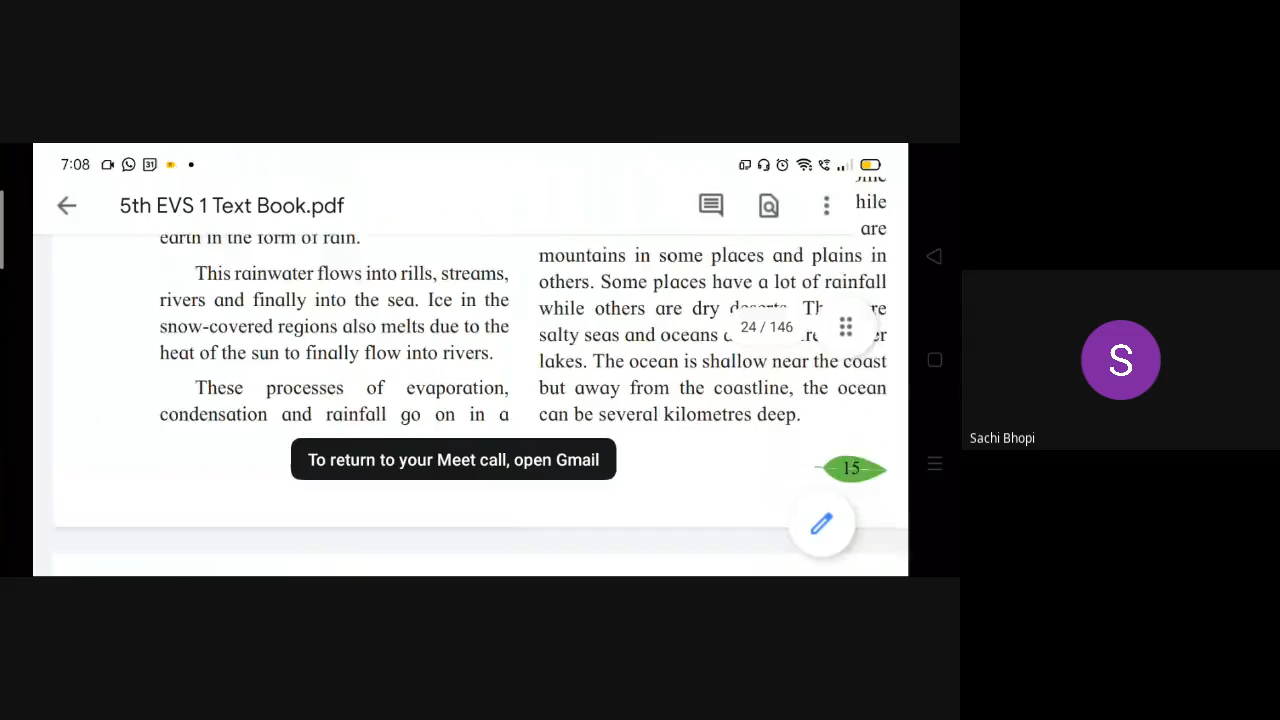 7:08
31
5th EVS 1 Text Book.pdf
earth in the form of rain.
This rainwater flows into rills, streams,
rivers and finally into the sea. Ice in the
snow-covered regions also melts due to the
heat of the sun to finally flow into rivers.
These processes of evaporation,
condensation and rainfall go on in a
hile
are
mountains in some places and plains in
others. Some places have a lot of rainfall
while others are dry deserts. Th re
salty seas and oceans
lakes. The ocean is shallow near the coast
but away from the coastline, the ocean
can be several kilometres deep.
24 / 146
To return to your Meet call, open Gmail
15
S
Sachi Bhopi